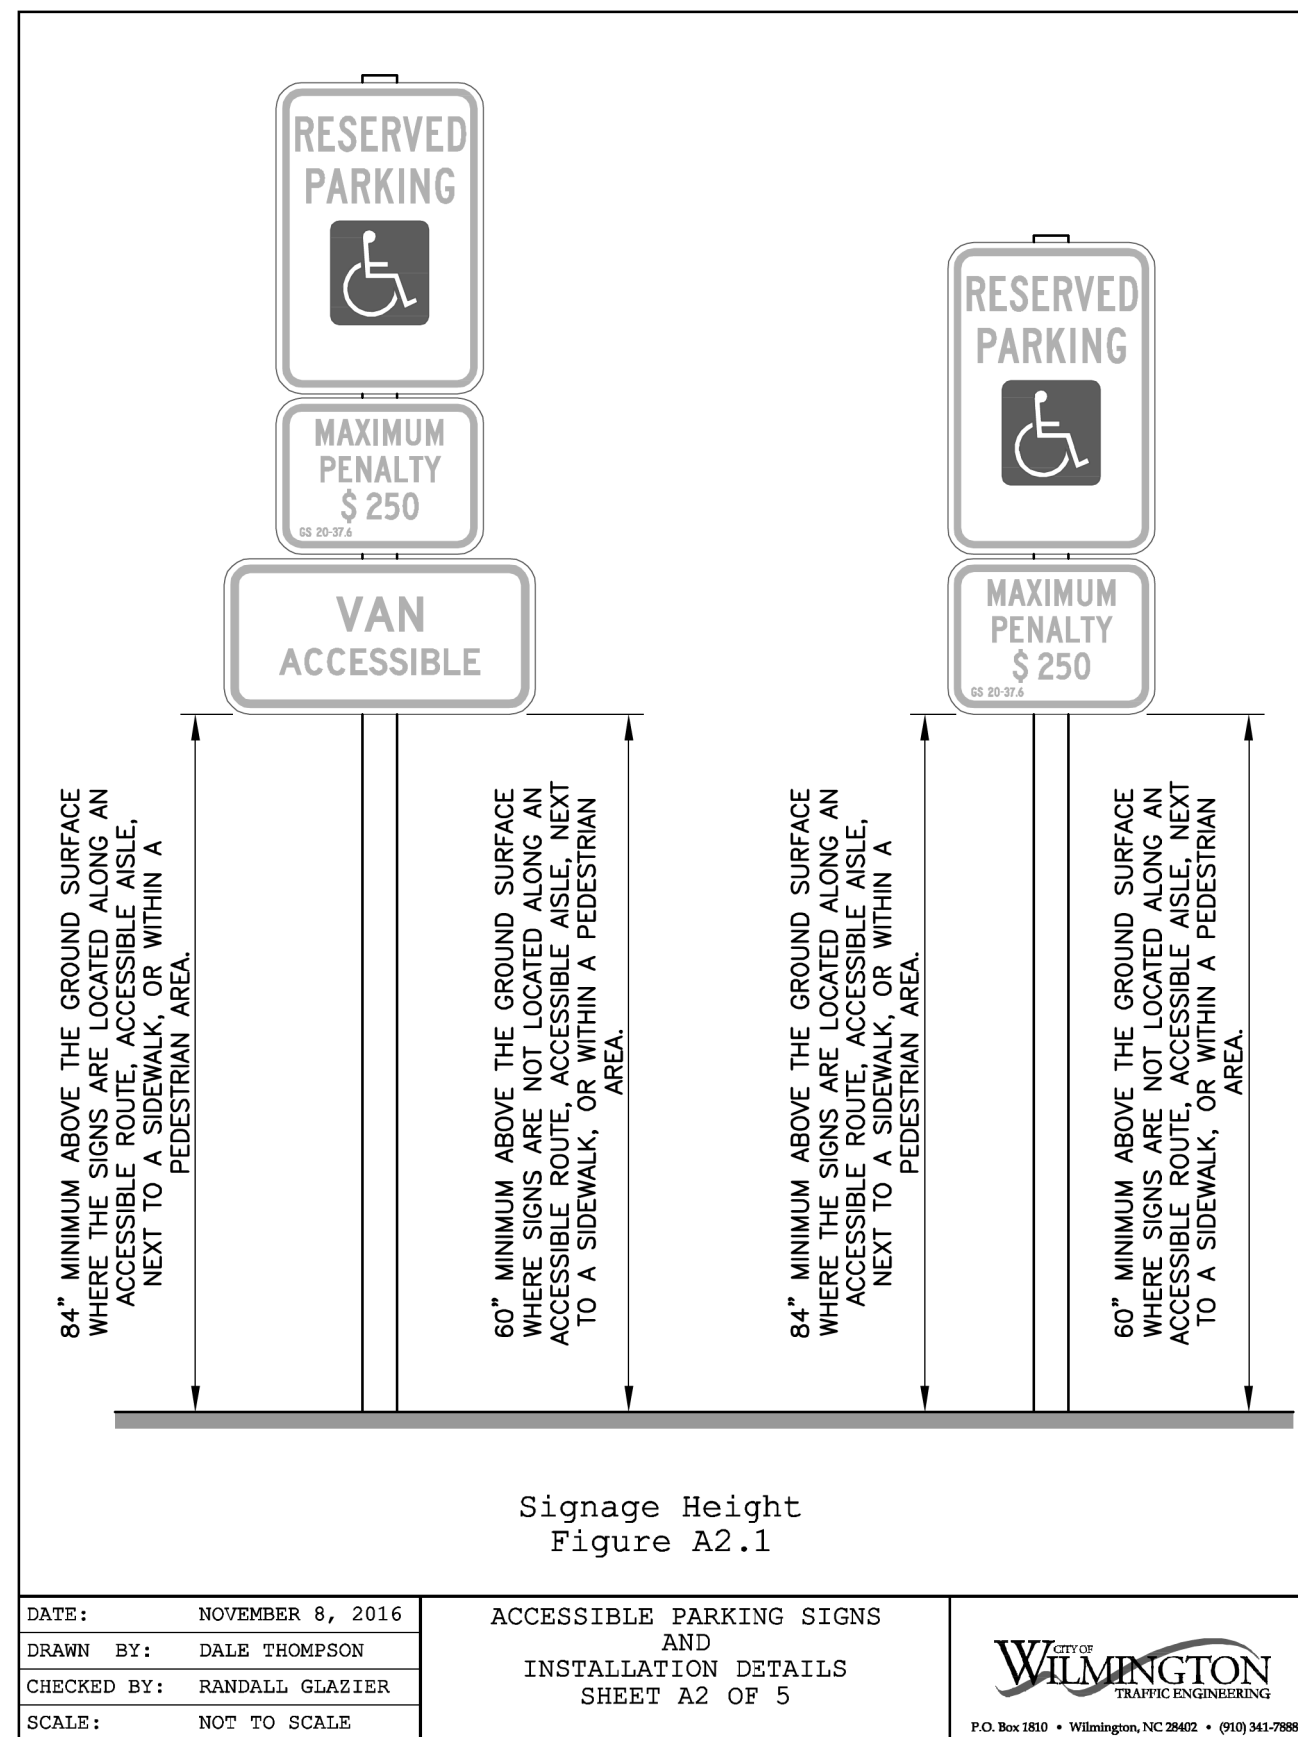 RESERVED
PARKING
MAXIMUM
PENALTY
$ 250
GS 20-37.6
VAN
ACCESSIBLE
RESERVED
PARKING
MAXIMUM
PENALTY
$ 250
GS 20-37.6
84" MINIMUM ABOVE THE GROUND SURFACE
WHERE THE SIGNS ARE LOCATED ALONG AN
ACCESSIBLE ROUTE, ACCESSIBLE AISLE,
NEXT TO A SIDEWALK, OR WITHIN A
PEDESTRIAN AREA.
60" MINIMUM ABOVE THE GROUND SURFACE
WHERE SIGNS ARE NOT LOCATED ALONG AN
ACCESSIBLE ROUTE, ACCESSIBLE AISLE, NEXT
TO A SIDEWALK, OR WITHIN A PEDESTRIAN
AREA.
84" MINIMUM ABOVE THE GROUND SURFACE
WHERE THE SIGNS ARE LOCATED ALONG AN
ACCESSIBLE ROUTE, ACCESSIBLE AISLE,
NEXT TO A SIDEWALK, OR WITHIN A
PEDESTRIAN AREA.
60" MINIMUM ABOVE THE GROUND SURFACE
WHERE SIGNS ARE NOT LOCATED ALONG AN
ACCESSIBLE ROUTE, ACCESSIBLE AISLE, NEXT
TO A SIDEWALK, OR WITHIN A PEDESTRIAN
AREA.
Signage Height
Figure A2.1
DATE: NOVEMBER 8, 2016
DRAWN BY: DALE THOMPSON
CHECKED BY: RANDALL GLAZIER
SCALE: NOT TO SCALE
ACCESSIBLE PARKING SIGNS
AND
INSTALLATION DETAILS
SHEET A2 OF 5
CITY OF
WILMINGTON
TRAFFIC ENGINEERING
P.O. Box 1810 • Wilmington, NC 28402 • (910) 341-7888